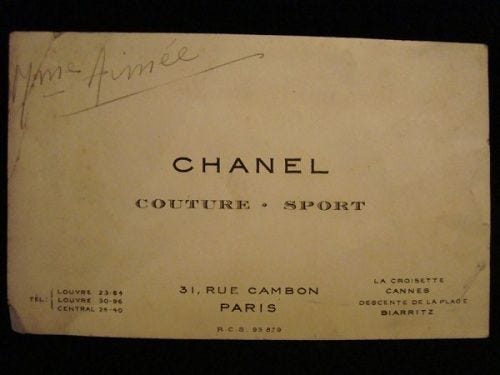 Mme Aimée
CHANEL
COUTURE · SPORT
TÉL:
LOUVRE 23-84
LOUVRE 30-96
CENTRAL 24-40
31, RUE CAMBON
PARIS
R.C.S. 93 879
LA CROISETTE
CANNES
DESCENTE DE LA PLAGE
BIARRITZ